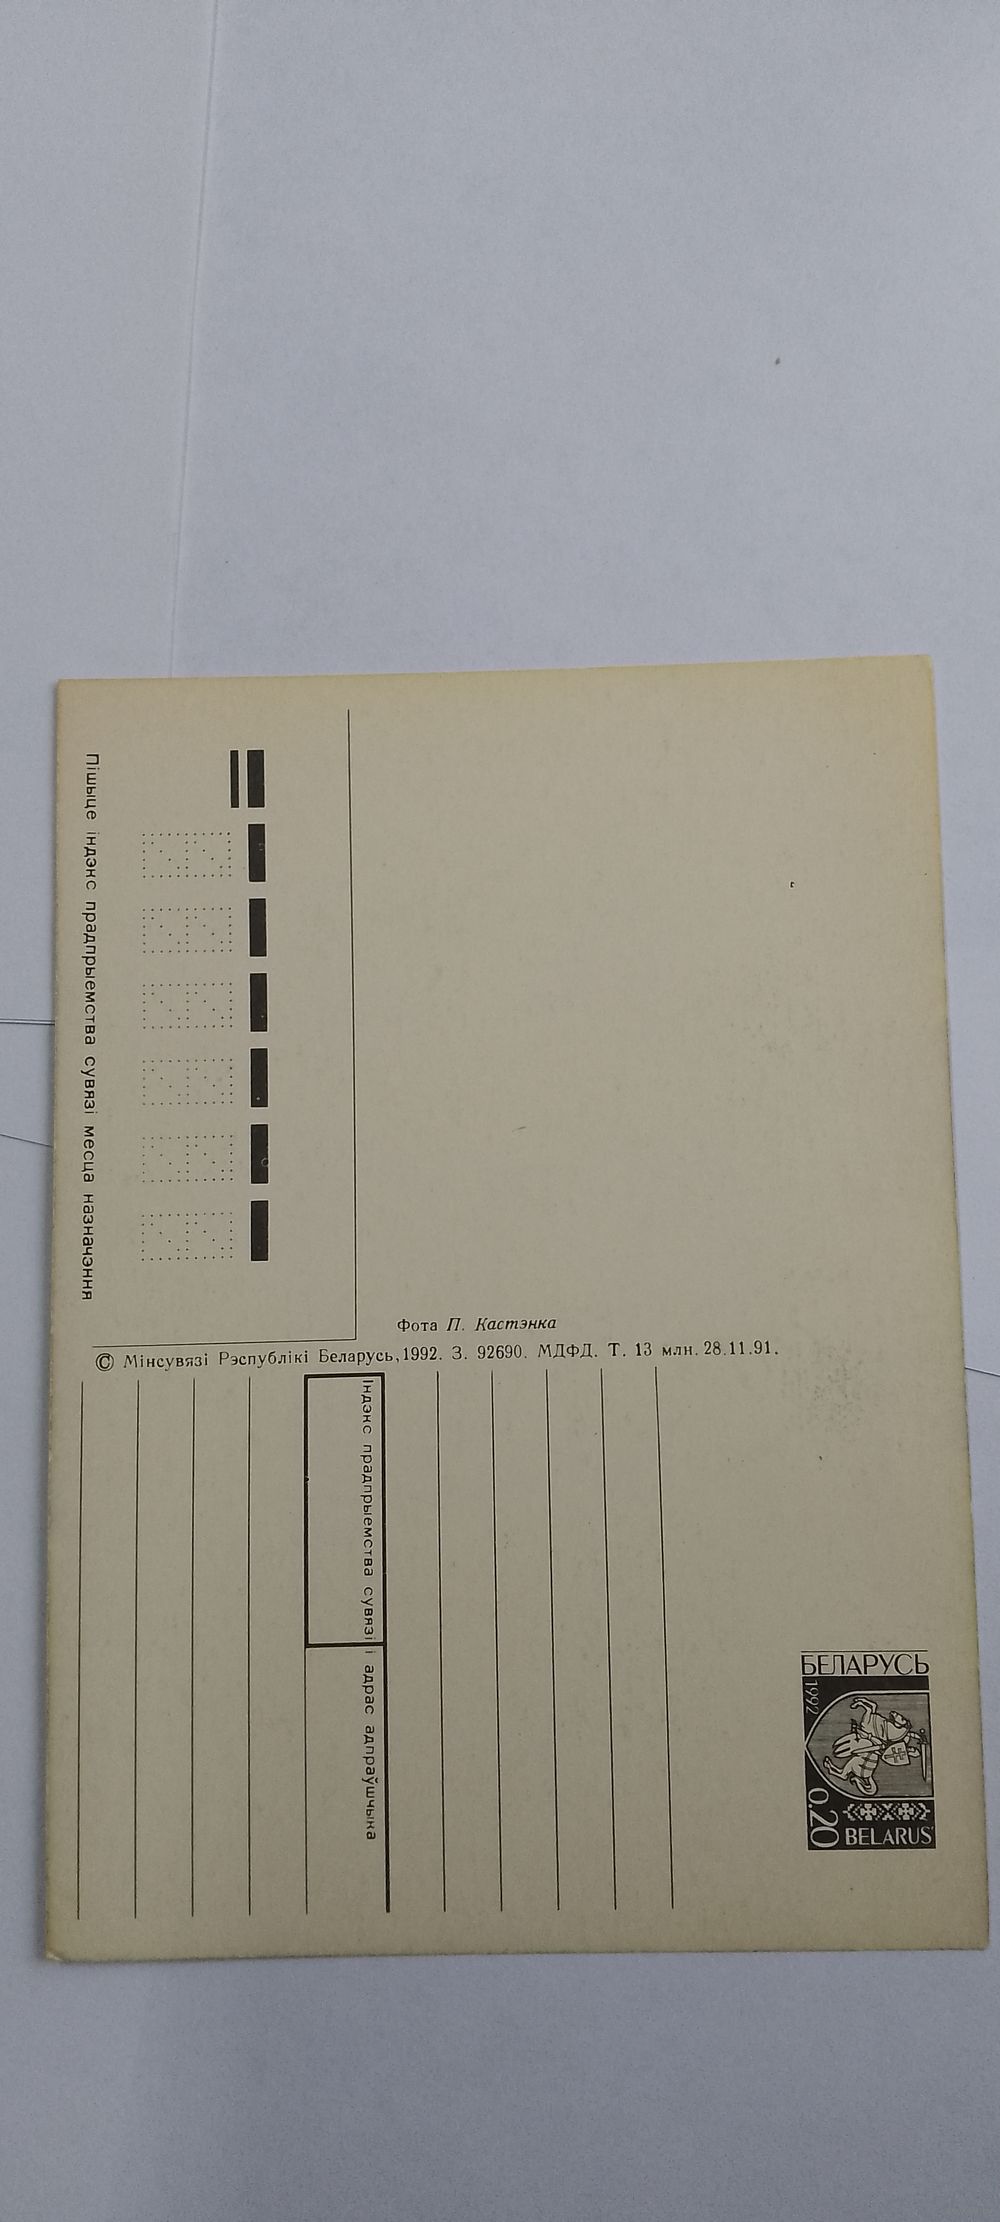 Пішыце індэкс прадпрыемства сувязі месца назначэння
Фота П. Кастэнка
© Мінсувязі Рэспублікі Беларусь, 1992. З. 92690. МДФД. Т. 13 млн. 28.11.91.
БЕЛАРУСЬ
1992
0,20
BELARUS'
Індэкс прадпрыемства сувязі і адрас адпраўшчыка